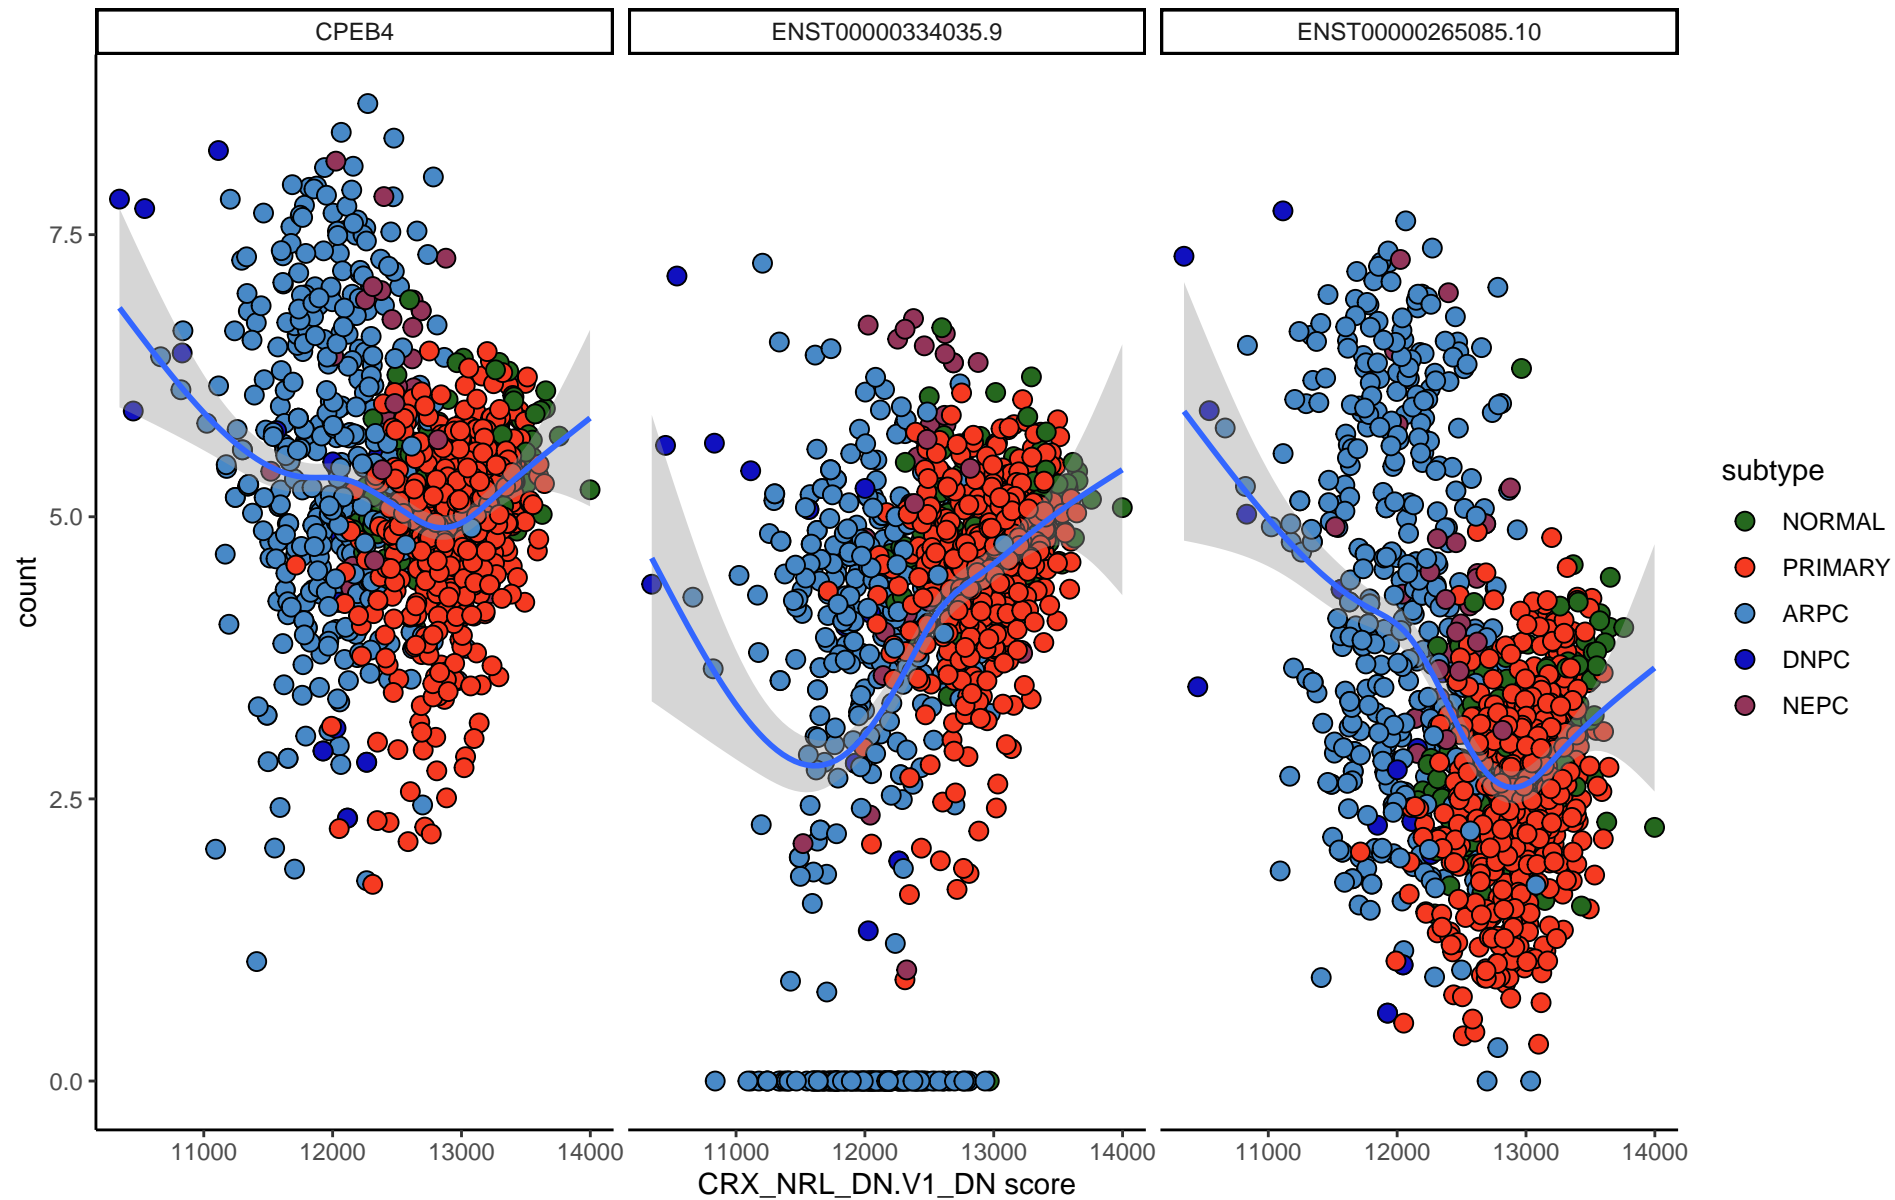 CPEB4 ENST00000334035.9 ENST00000265085.10
7.5
5.0
2.5
0.0
count
11000 12000 13000 14000 11000 12000 13000 14000 11000 12000 13000 14000
CRX_NRL_DN.V1_DN score
subtype
NORMAL
PRIMARY
ARPC
DNPC
NEPC